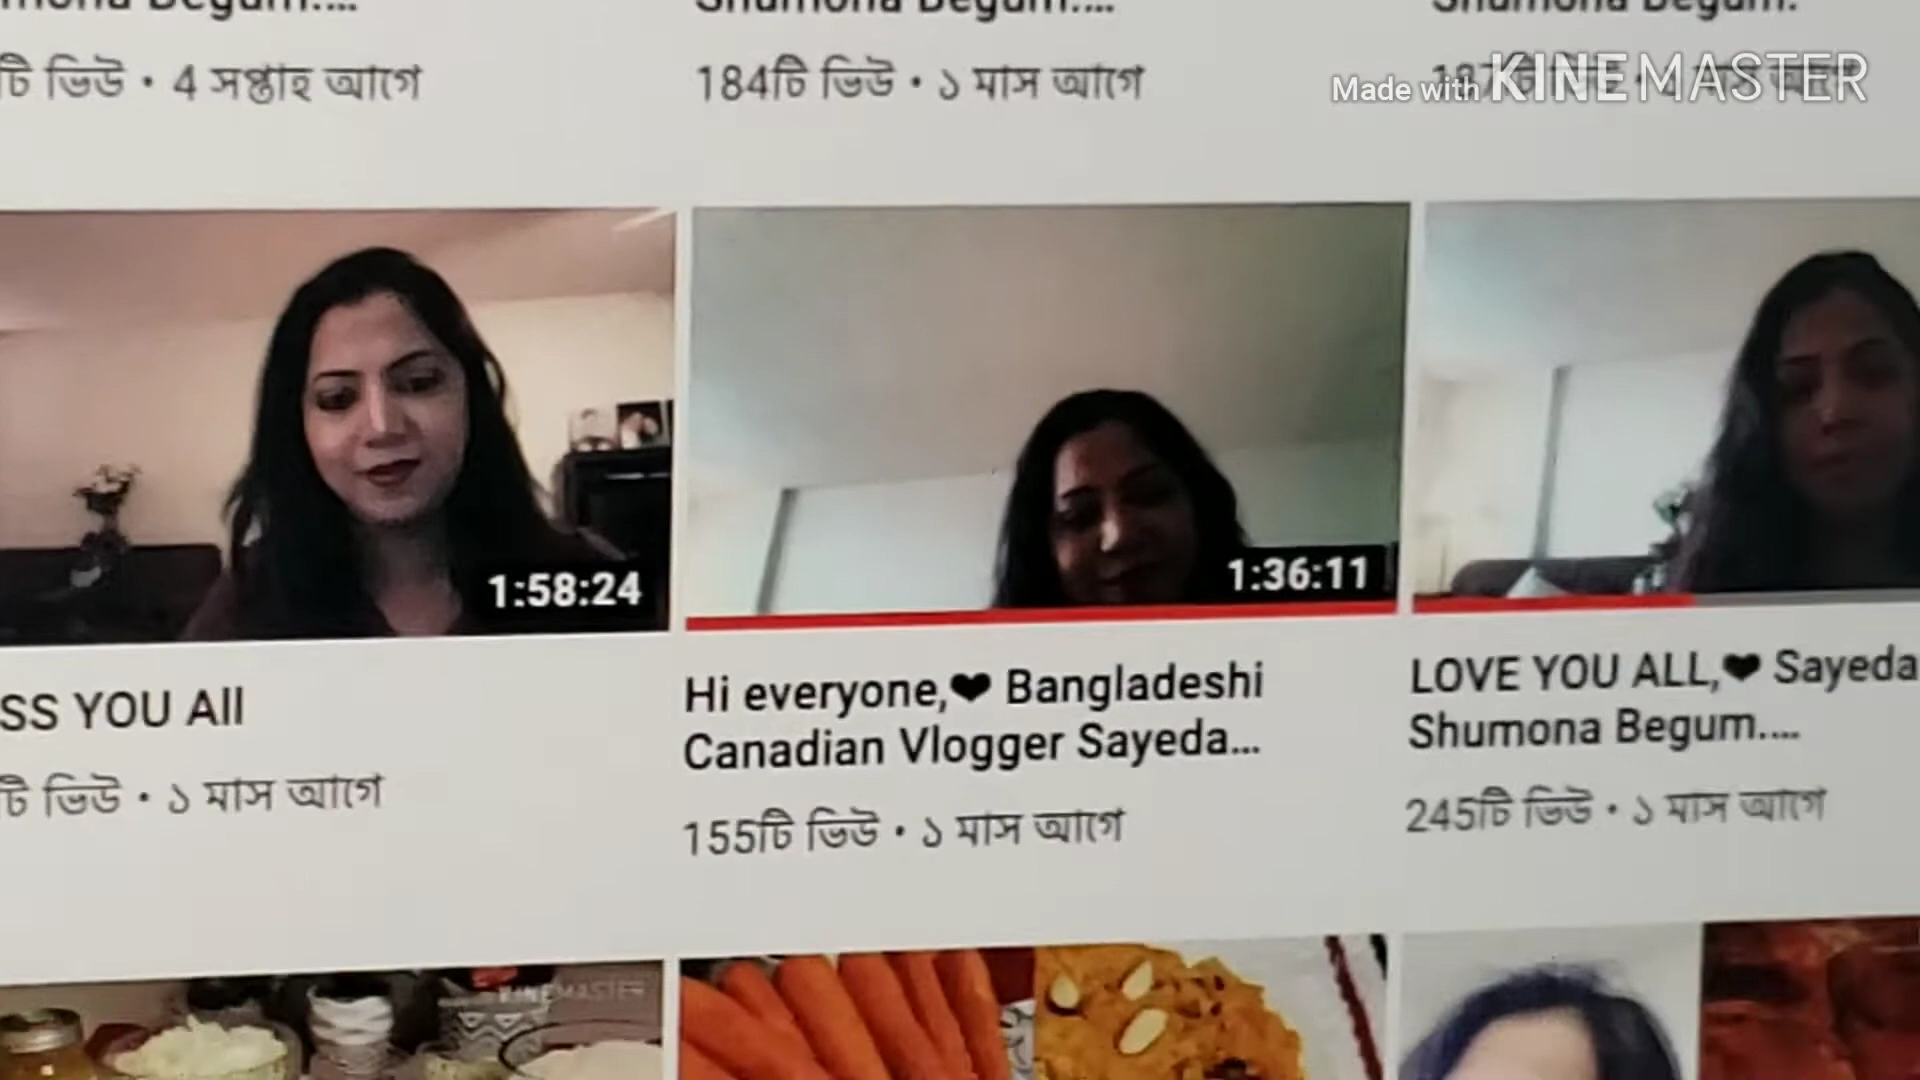 Shumona Begum....
Shumona Begum.
টি ভিউ • 4 সপ্তাহ আগে
184টি ভিউ • ১ মাস আগে
Made with KINEMASTER
1:58:24
1:36:11
SS YOU All
টি ভিউ • ১ মাস আগে
Hi everyone,❤ Bangladeshi
Canadian Vlogger Sayeda...
155টি ভিউ • ১ মাস আগে
LOVE YOU ALL,❤ Sayeda
Shumona Begum....
245টি ভিউ • ১ মাস আগে
KINEMASTER